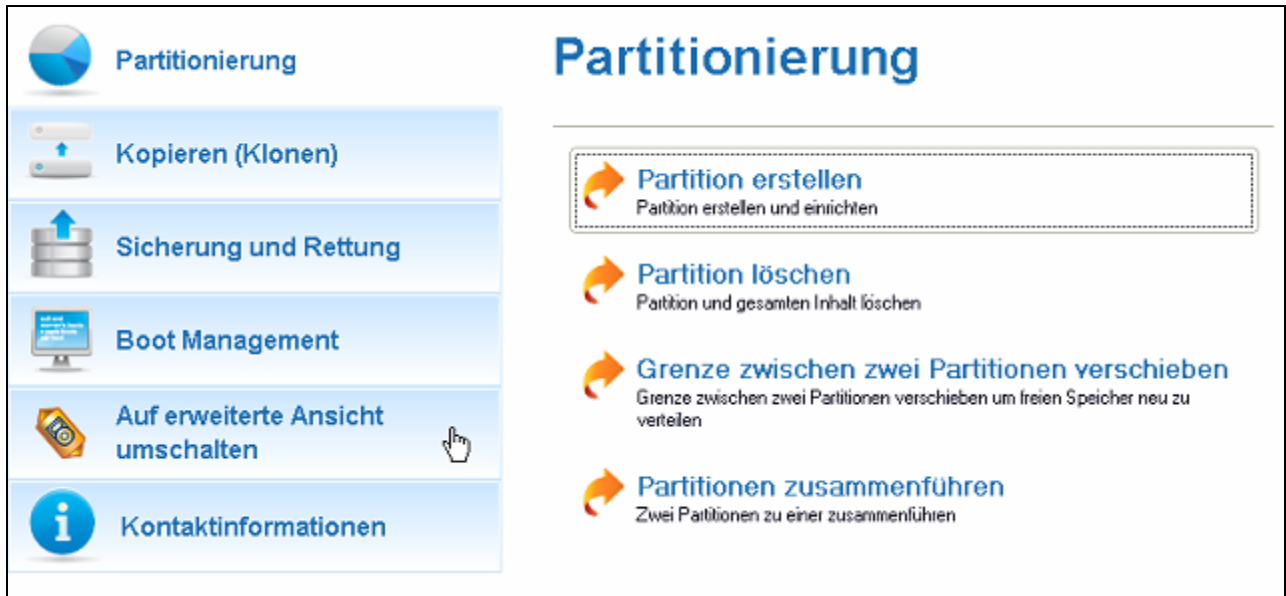 Partitionierung
Kopieren (Klonen)
Sicherung und Rettung
Boot Management
Auf erweiterte Ansicht
umschalten
Kontaktinformationen
Partitionierung
Partition erstellen
Partition erstellen und einrichten
Partition löschen
Partition und gesamten Inhalt löschen
Grenze zwischen zwei Partitionen verschieben
Grenze zwischen zwei Partitionen verschieben um freien Speicher neu zu
verteilen
Partitionen zusammenführen
Zwei Partitionen zu einer zusammenführen